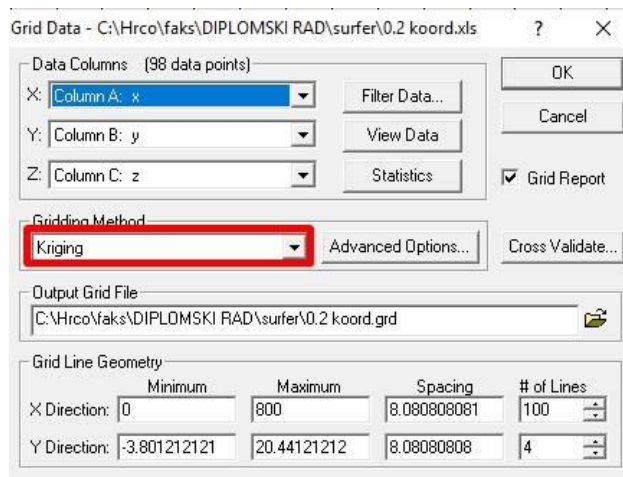 Grid Data - C:\Hrco\faks\DIPLOMSKI RAD\surfer\0.2 koord.xls ? ×
Data Columns (98 data points)
OK
X: Column A: x Filter Data...
Cancel
Y: Column B: y View Data
Z: Column C: z Statistics
Grid Report
Gridding Method
Kriging Advanced Options... Cross Validate...
Output Grid File
C:\Hrco\faks\DIPLOMSKI RAD\surfer\0.2 koord.grd
Grid Line Geometry
Minimum Maximum Spacing # of Lines
X Direction: 0 800 8.080808081 100
Y Direction: -3.801212121 20.44121212 8.08080808 4